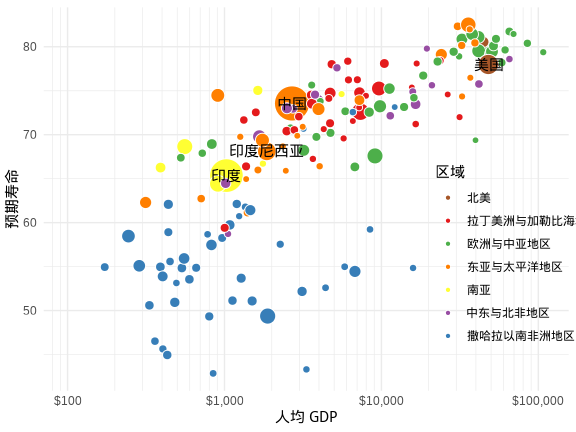 80
70
60
50
预期寿命
美国
中国
印度尼西亚
印度
区域
北美
拉丁美洲与加勒比海
欧洲与中亚地区
东亚与太平洋地区
南亚
中东与北非地区
撒哈拉以南非洲地区
$100
$1,000
$10,000
$100,000
人均 GDP